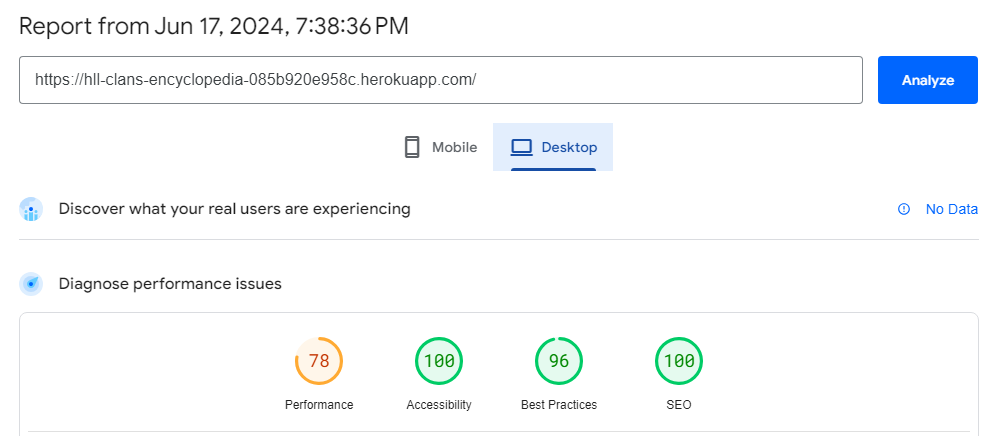 Report from Jun 17, 2024, 7:38:36 PM
https://hll-clans-encyclopedia-085b920e958c.herokuapp.com/
Analyze
Mobile
Desktop
Discover what your real users are experiencing
No Data
Diagnose performance issues
78
100
96
100
Performance
Accessibility
Best Practices
SEO